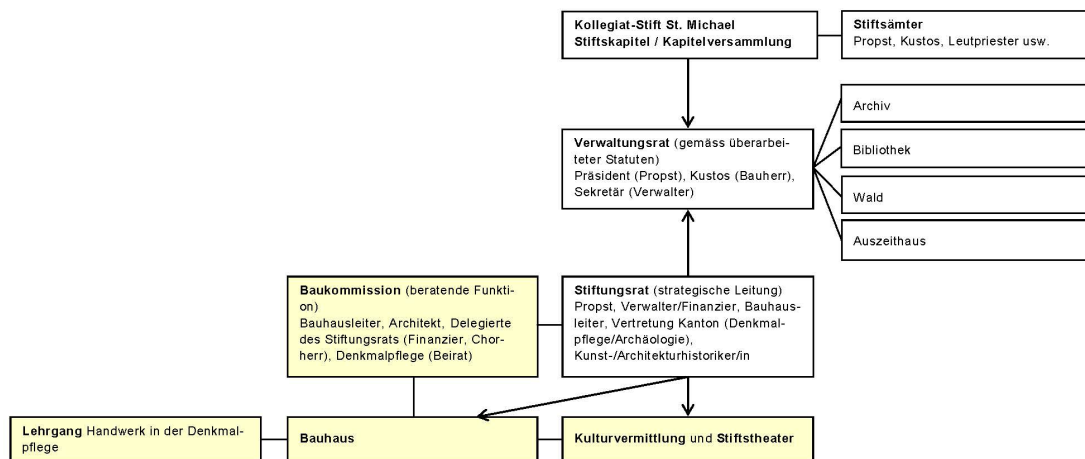 Kollegiat-Stift St. Michael
Stiftskapitel / Kapitelversammlung
Stiftsämter
Propst, Kustos, Leutpriester usw.
Archiv
Verwaltungsrat (gemäss überarbei-
teter Statuten)
Präsident (Propst), Kustos (Bauherr),
Sekretär (Verwalter)
Bibliothek
Wald
Auszeithaus
Baukommission (beratende Funkti-
on)
Bauhausleiter, Architekt, Delegierte
des Stiftungsrats (Finanzier, Chor-
herr), Denkmalpflege (Beirat)
Stiftungsrat (strategische Leitung)
Propst, Verwalter/Finanzier, Bauhaus-
leiter, Vertretung Kanton (Denkmal-
pflege/Archäologie),
Kunst-/Architekturhistoriker/in
Lehrgang Handwerk in der Denkmal-
pflege
Bauhaus
Kulturvermittlung und Stiftstheater